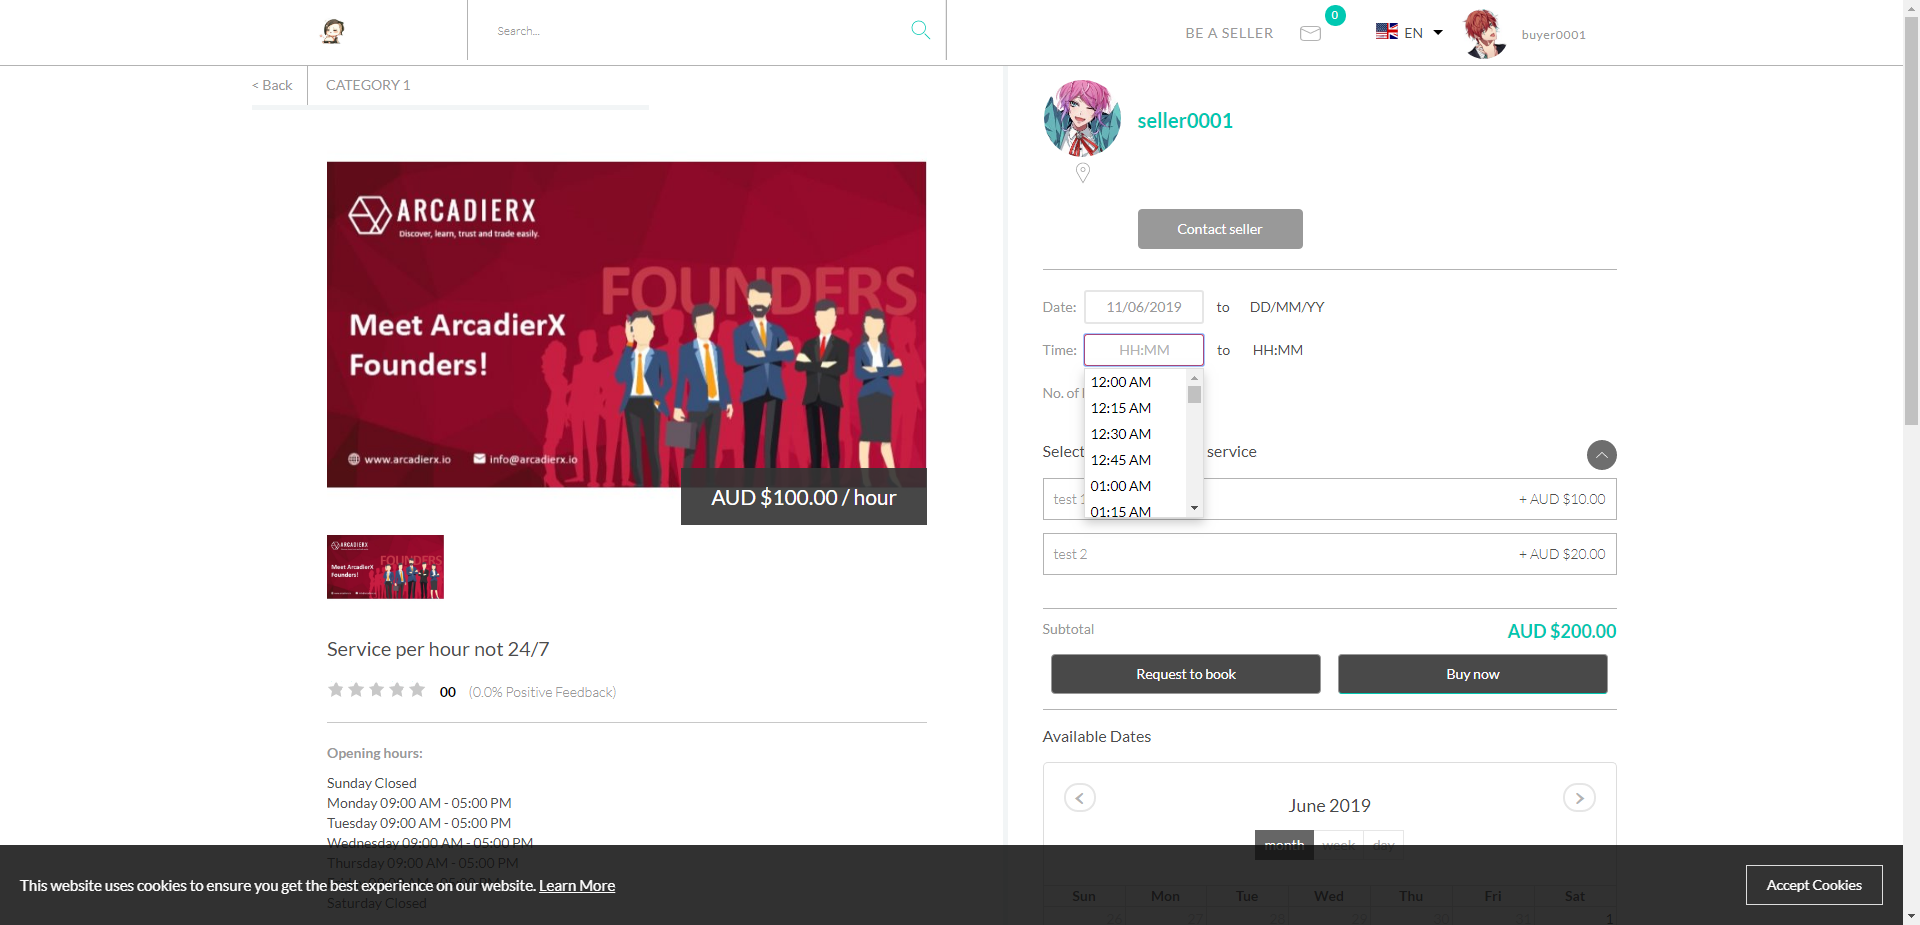 Search...
BE A SELLER
0
EN
buyer0001
< Back
CATEGORY 1
ARCADIERX
Discover, learn, trust and trade easily.
FOUNDERS
Meet ArcadierX
Founders!
www.arcadierx.io
info@arcadierx.io
AUD $100.00 / hour
ARCADIERX
FOUNDERS
Meet ArcadierX
Founders!
Service per hour not 24/7
00 (0.0% Positive Feedback)
Opening hours:
Sunday Closed
Monday 09:00 AM - 05:00 PM
Tuesday 09:00 AM - 05:00 PM
Wednesday 09:00 AM - 05:00 PM
Thursday 09:00 AM - 05:00 PM
Saturday Closed
seller0001
Contact seller
Date: 11/06/2019 to DD/MM/YY
Time: HH:MM to HH:MM
12:00 AM
12:15 AM
12:30 AM
12:45 AM
01:00 AM
01:15 AM
No. of
Select service
test 1 + AUD $10.00
test 2 + AUD $20.00
Subtotal AUD $200.00
Request to book
Buy now
Available Dates
June 2019
month week day
Sun Mon Tue Wed Thu Fri Sat
26 27 28 29 30 31 1
This website uses cookies to ensure you get the best experience on our website. Learn More
Accept Cookies